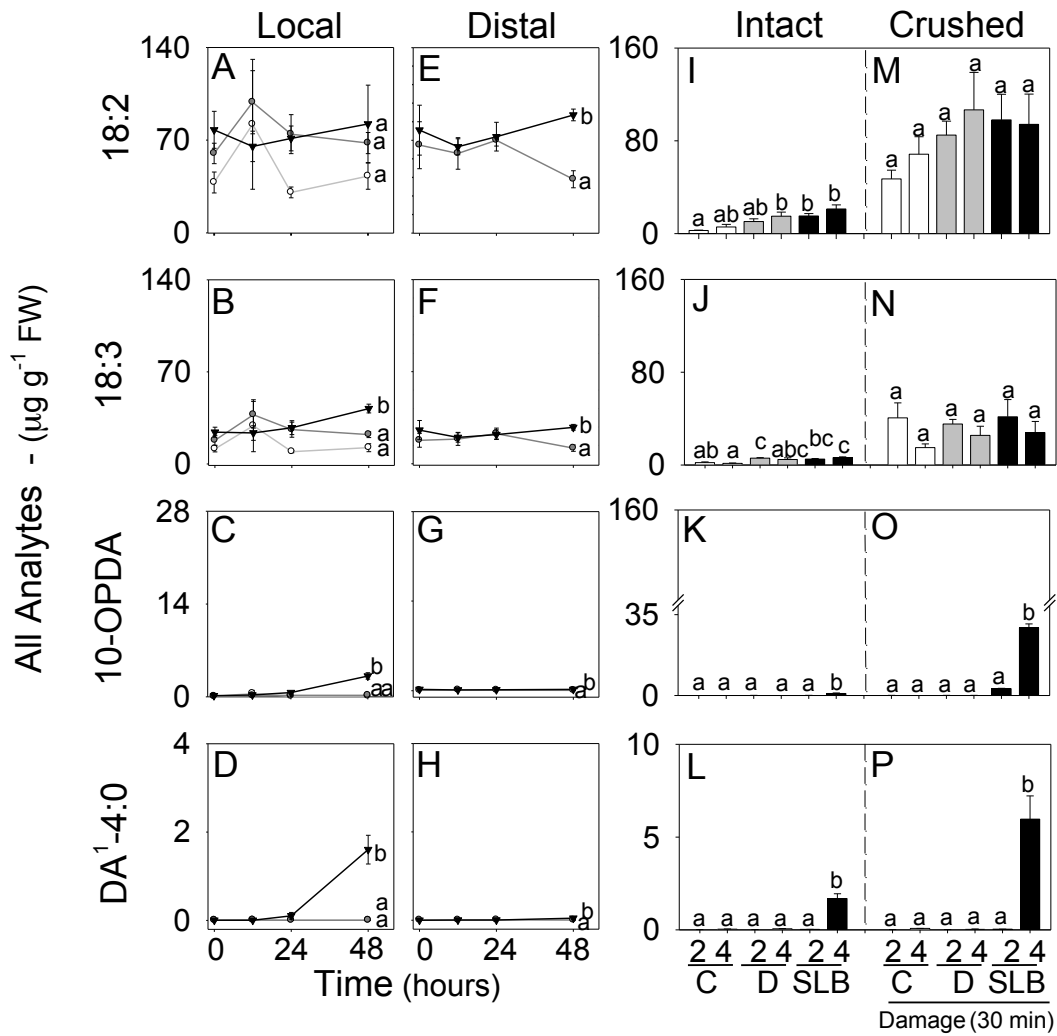 Local Distal Intact Crushed
All Analytes - (µg g⁻¹ FW)
18:2
140
70
0
A
a
a
a
E
b
a
160
80
0
I
a ab ab b b b
M
a a a a a a
18:3
140
70
0
B
b
a
a
F
b
a
160
80
0
J
ab a c abc bc c
N
a a a a a a
10-OPDA
28
14
0
C
b
aa
G
b
a
160
35
0
K
a a a a a b
O
a a a a a b
DA¹-4:0
4
2
0
D
b
a
a
H
b
a
10
5
0
L
a a a a a b
P
a a a a a b
0 24 48 0 24 48
Time (hours)
2 4 2 4 2 4 2 4 2 4 2 4
C D SLB C D SLB
Damage (30 min)